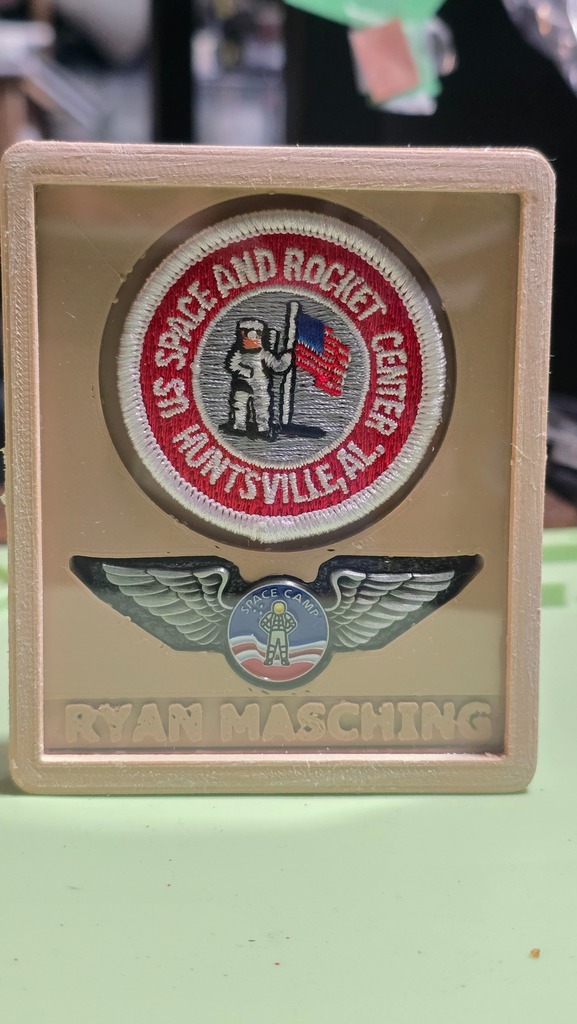 US SPACE AND ROCKET CENTER
HUNTSVILLE, AL.
SPACE CAMP
RYAN MASCHING